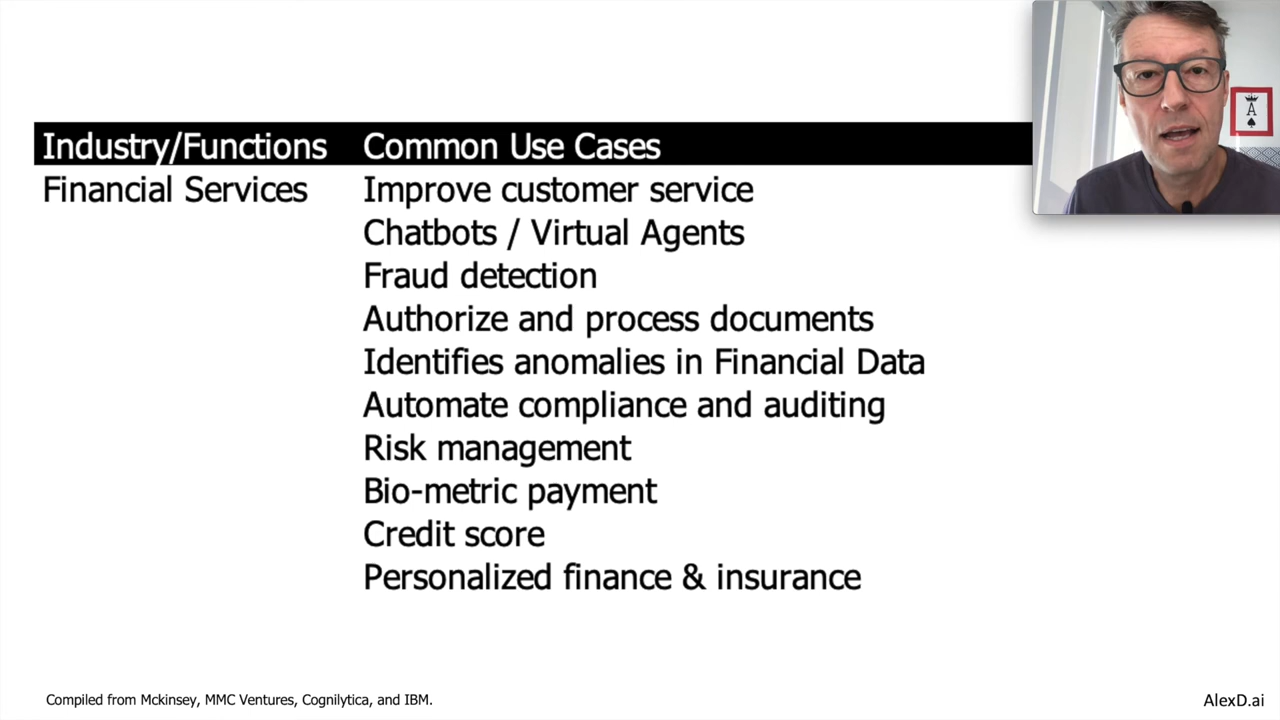 Industry/Functions Common Use Cases
Financial Services Improve customer service
Chatbots / Virtual Agents
Fraud detection
Authorize and process documents
Identifies anomalies in Financial Data
Automate compliance and auditing
Risk management
Bio-metric payment
Credit score
Personalized finance & insurance
A
Compiled from Mckinsey, MMC Ventures, Cognilytica, and IBM.
AlexD.ai